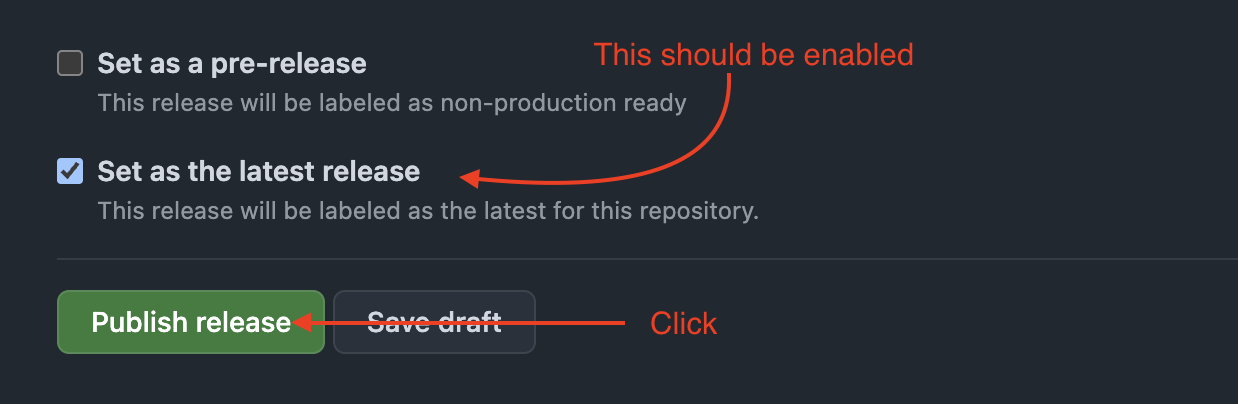 This should be enabled
Set as a pre-release
This release will be labeled as non-production ready
Set as the latest release
This release will be labeled as the latest for this repository.
Publish release
Save draft
Click